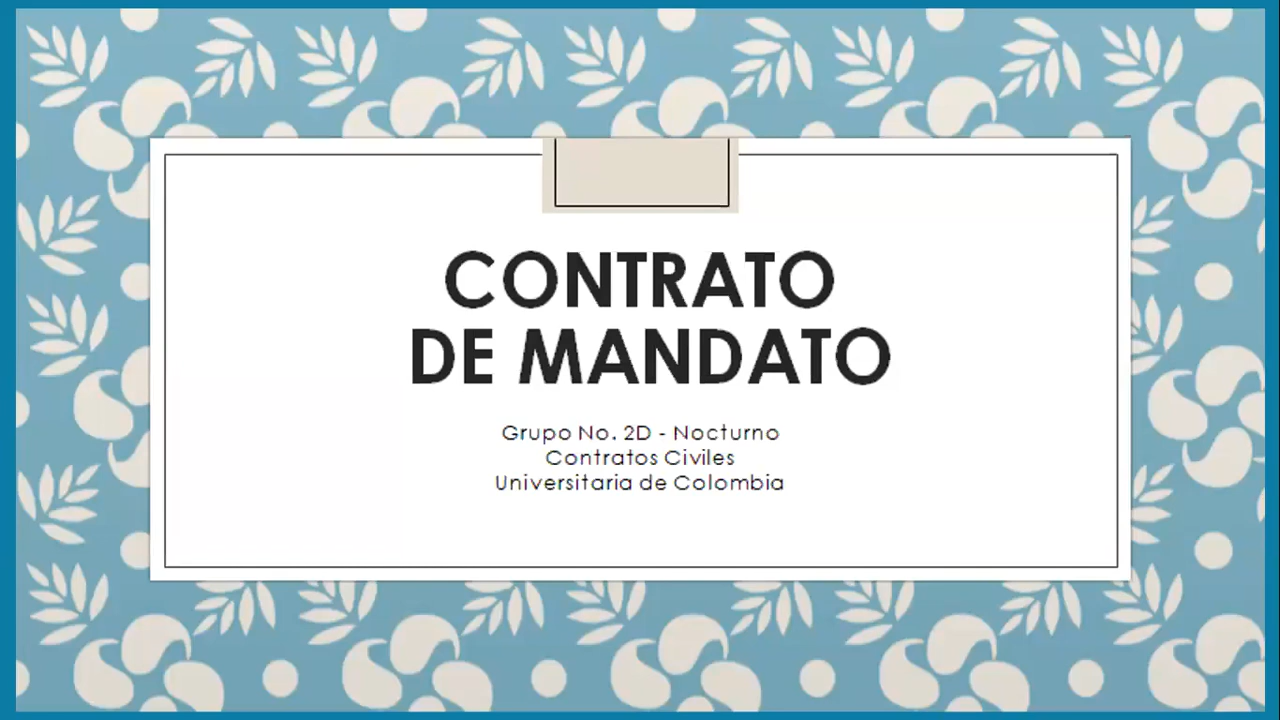 CONTRATO
DE MANDATO
Grupo No. 2D - Nocturno
Contratos Civiles
Universitaria de Colombia